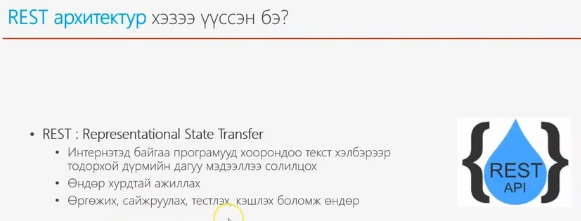 REST архитектур хэзээ үүссэн бэ?
• REST : Representational State Transfer
• Интернэтэд байгаа програмууд хоорондоо текст хэлбэрээр
тодорхой дүрмийн дагуу мэдээллээ солилцох
• Өндөр хурдтай ажиллах
• Өргөжих, сайжруулах, тестлэх, кэшлэх боломж өндөр
{REST}
API